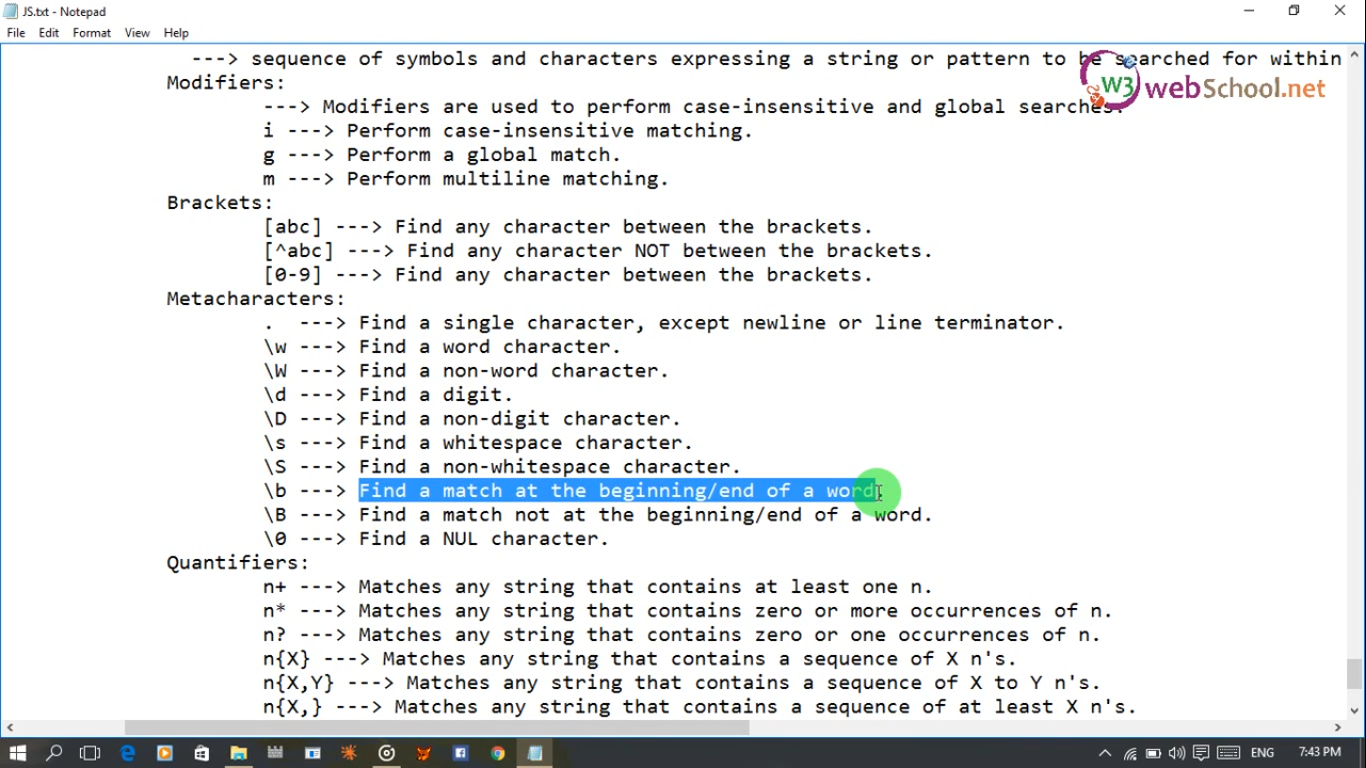 JS.txt - Notepad
File Edit Format View Help
---> sequence of symbols and characters expressing a string or pattern to be searched for within
W3 webSchool.net
Modifiers:
---> Modifiers are used to perform case-insensitive and global searches.
i ---> Perform case-insensitive matching.
g ---> Perform a global match.
m ---> Perform multiline matching.
Brackets:
[abc] ---> Find any character between the brackets.
[^abc] ---> Find any character NOT between the brackets.
[0-9] ---> Find any character between the brackets.
Metacharacters:
. ---> Find a single character, except newline or line terminator.
\w ---> Find a word character.
\W ---> Find a non-word character.
\d ---> Find a digit.
\D ---> Find a non-digit character.
\s ---> Find a whitespace character.
\S ---> Find a non-whitespace character.
\b ---> Find a match at the beginning/end of a word.
\B ---> Find a match not at the beginning/end of a word.
\0 ---> Find a NUL character.
Quantifiers:
n+ ---> Matches any string that contains at least one n.
n* ---> Matches any string that contains zero or more occurrences of n.
n? ---> Matches any string that contains zero or one occurrences of n.
n{X} ---> Matches any string that contains a sequence of X n's.
n{X,Y} ---> Matches any string that contains a sequence of X to Y n's.
n{X,} ---> Matches any string that contains a sequence of at least X n's.
ENG 7:43 PM